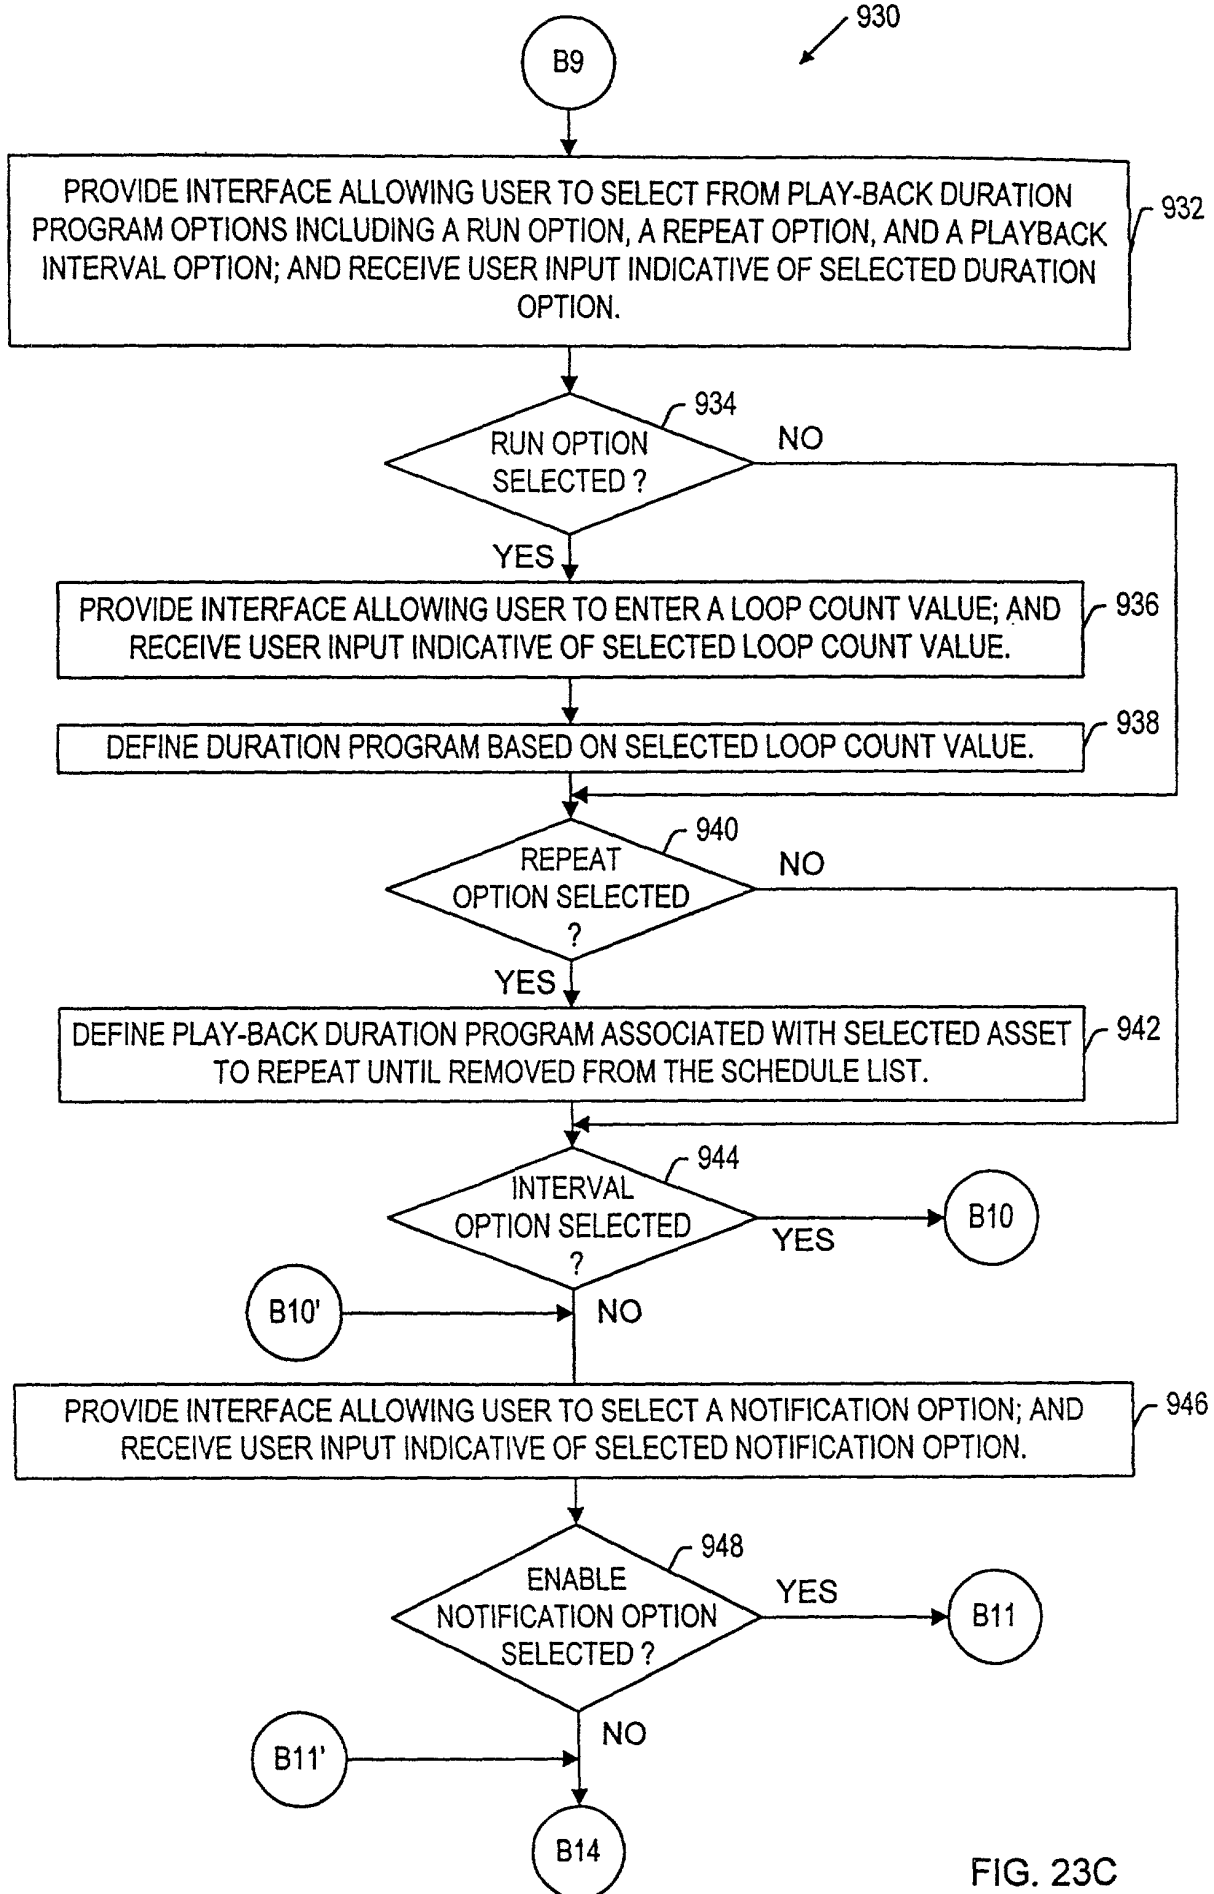 930
B9
PROVIDE INTERFACE ALLOWING USER TO SELECT FROM PLAY-BACK DURATION
PROGRAM OPTIONS INCLUDING A RUN OPTION, A REPEAT OPTION, AND A PLAYBACK
INTERVAL OPTION; AND RECEIVE USER INPUT INDICATIVE OF SELECTED DURATION
OPTION.
932
934
RUN OPTION
SELECTED ?
NO
YES
PROVIDE INTERFACE ALLOWING USER TO ENTER A LOOP COUNT VALUE; AND
RECEIVE USER INPUT INDICATIVE OF SELECTED LOOP COUNT VALUE.
936
DEFINE DURATION PROGRAM BASED ON SELECTED LOOP COUNT VALUE.
938
940
REPEAT
OPTION SELECTED
?
NO
YES
DEFINE PLAY-BACK DURATION PROGRAM ASSOCIATED WITH SELECTED ASSET
TO REPEAT UNTIL REMOVED FROM THE SCHEDULE LIST.
942
944
INTERVAL
OPTION SELECTED
?
YES
B10
B10'
NO
PROVIDE INTERFACE ALLOWING USER TO SELECT A NOTIFICATION OPTION; AND
RECEIVE USER INPUT INDICATIVE OF SELECTED NOTIFICATION OPTION.
946
948
ENABLE
NOTIFICATION OPTION
SELECTED ?
YES
B11
NO
B11'
B14
FIG. 23C